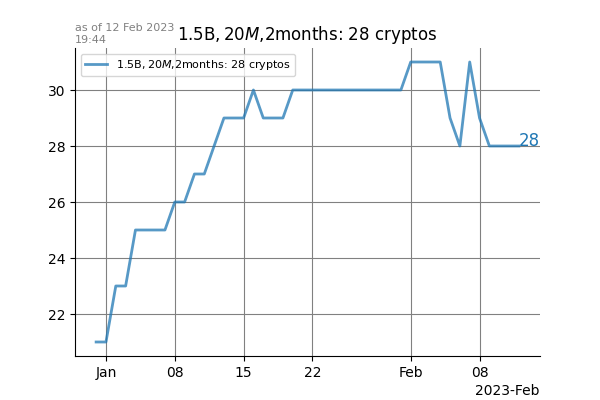 as of 12 Feb 2023
19:44
1.5B, 20M,2months: 28 cryptos
1.5B, 20M,2months: 28 cryptos
30
28
28
26
24
22
Jan
08
15
22
Feb
08
2023-Feb